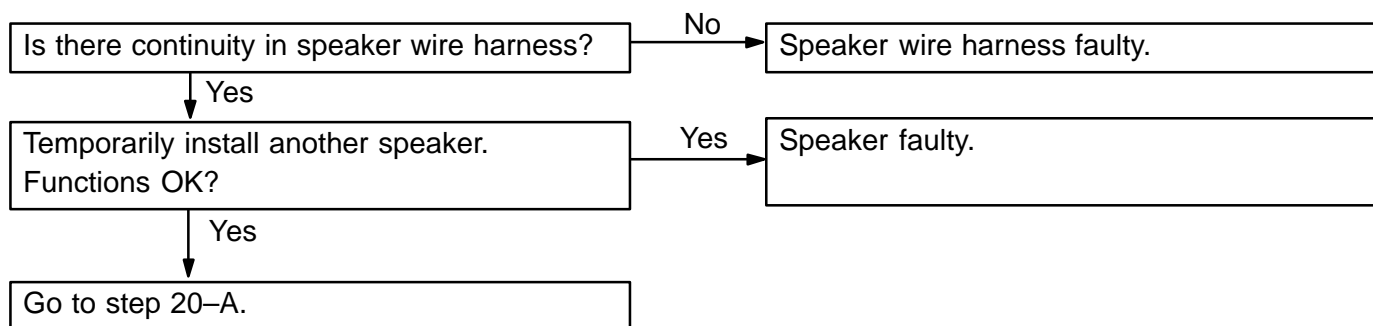 Is there continuity in speaker wire harness?
No
Speaker wire harness faulty.
Yes
Temporarily install another speaker.
Functions OK?
Yes
Speaker faulty.
Yes
Go to step 20–A.